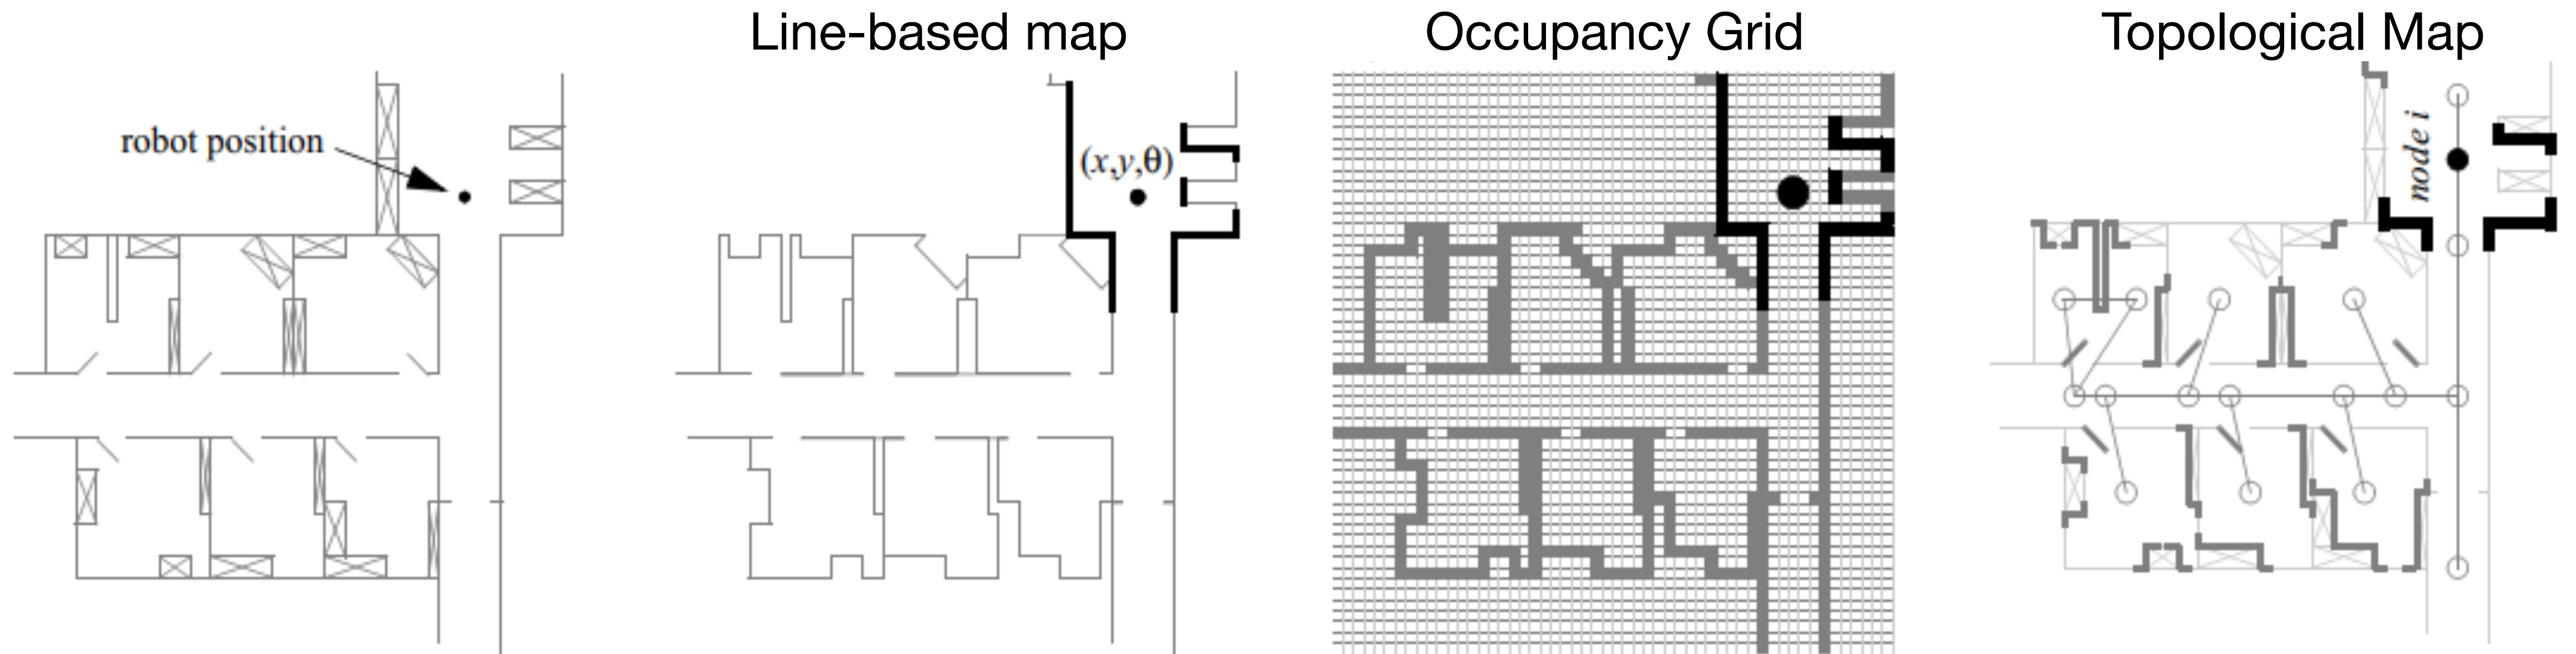 Line-based map
Occupancy Grid
Topological Map
robot position
(x,y,θ)
node i